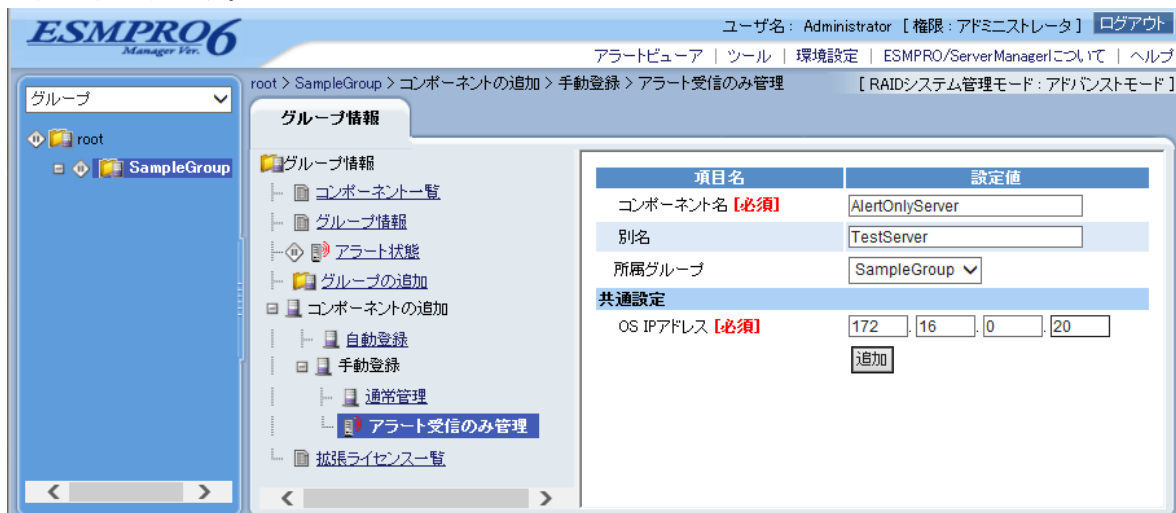 ESMPRO6
Manager Ver.
ユーザ名： Administrator [ 権限 : アドミニストレータ ] ログアウト
アラートビューア | ツール | 環境設定 | ESMPRO/ServerManagerについて | ヘルプ
グループ
root
SampleGroup
root > SampleGroup > コンポーネントの追加 > 手動登録 > アラート受信のみ管理 [ RAIDシステム管理モード : アドバンストモード ]
グループ情報
グループ情報
コンポーネント一覧
グループ情報
アラート状態
グループの追加
コンポーネントの追加
自動登録
手動登録
通常管理
アラート受信のみ管理
拡張ライセンス一覧
項目名 設定値
コンポーネント名 [必須] AlertOnlyServer
別名 TestServer
所属グループ SampleGroup
共通設定
OS IPアドレス [必須] 172 . 16 . 0 . 20
追加